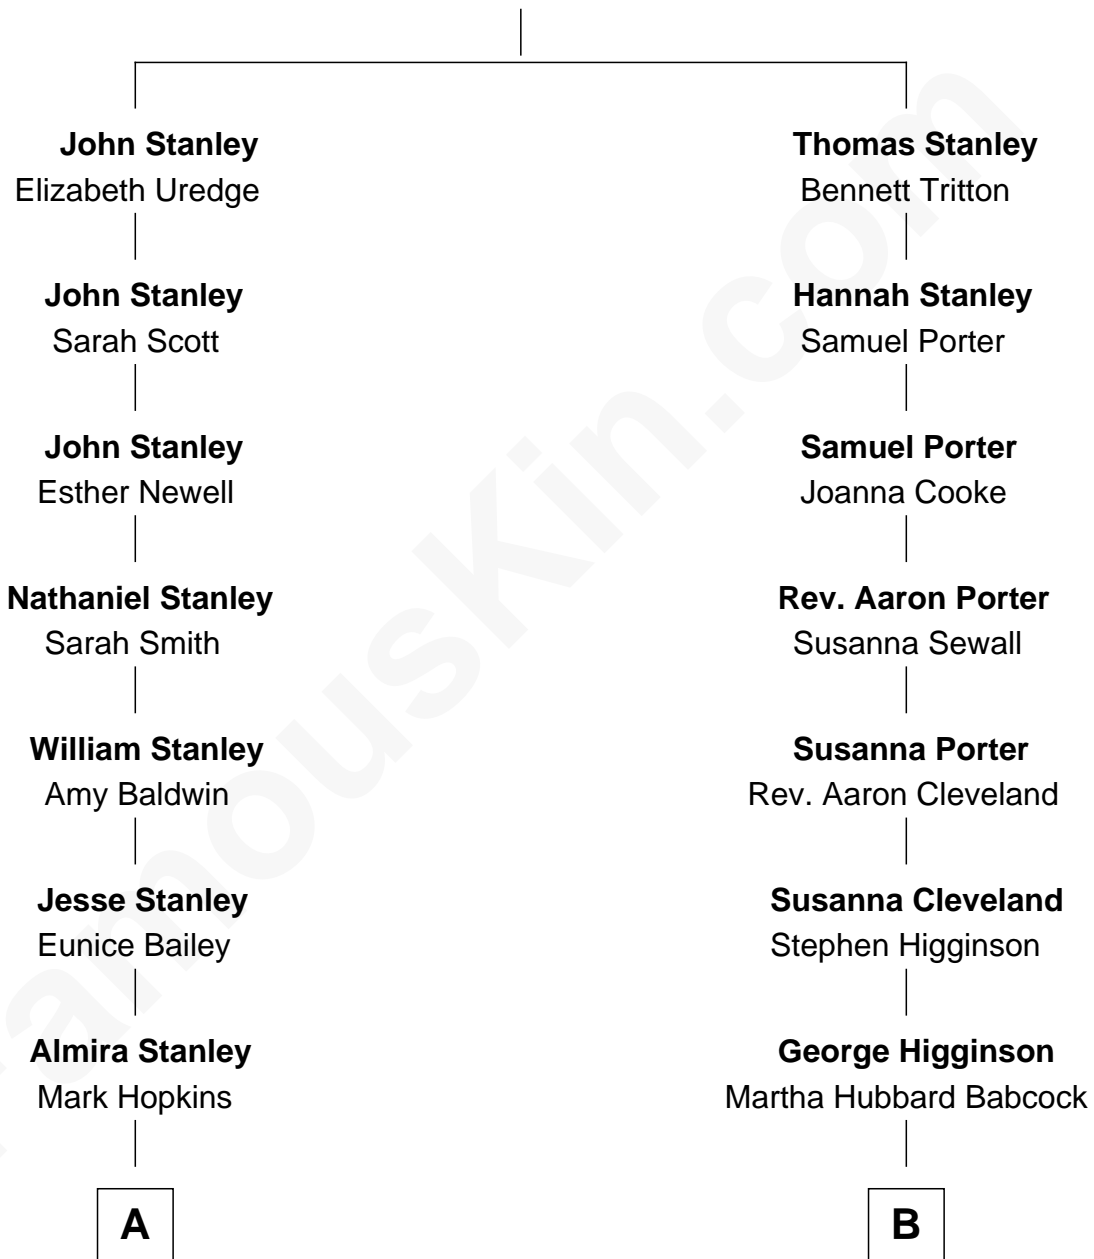 John Stanley
Elizabeth Uredge
John Stanley
Sarah Scott
John Stanley
Esther Newell
Nathaniel Stanley
Sarah Smith
William Stanley
Amy Baldwin
Jesse Stanley
Eunice Bailey
Almira Stanley
Mark Hopkins
A
Thomas Stanley
Bennett Tritton
Hannah Stanley
Samuel Porter
Samuel Porter
Joanna Cooke
Rev. Aaron Porter
Susanna Sewall
Susanna Porter
Rev. Aaron Cleveland
Susanna Cleveland
Stephen Higginson
George Higginson
Martha Hubbard Babcock
B
FamousKin.com